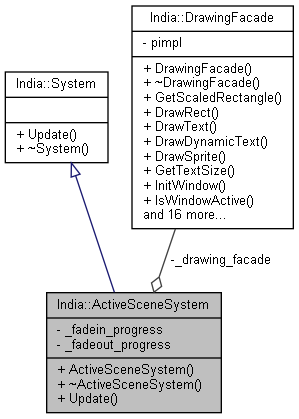 India::DrawingFacade
- pimpl
+ DrawingFacade()
+ ~DrawingFacade()
+ GetScaledRectangle()
+ DrawRect()
+ DrawText()
+ DrawDynamicText()
+ DrawSprite()
+ GetTextSize()
+ InitWindow()
+ IsWindowActive()
and 16 more...
India::System
+ Update()
+ ~System()
-_drawing_facade
India::ActiveSceneSystem
- _fadein_progress
- _fadeout_progress
+ ActiveSceneSystem()
+ ~ActiveSceneSystem()
+ Update()